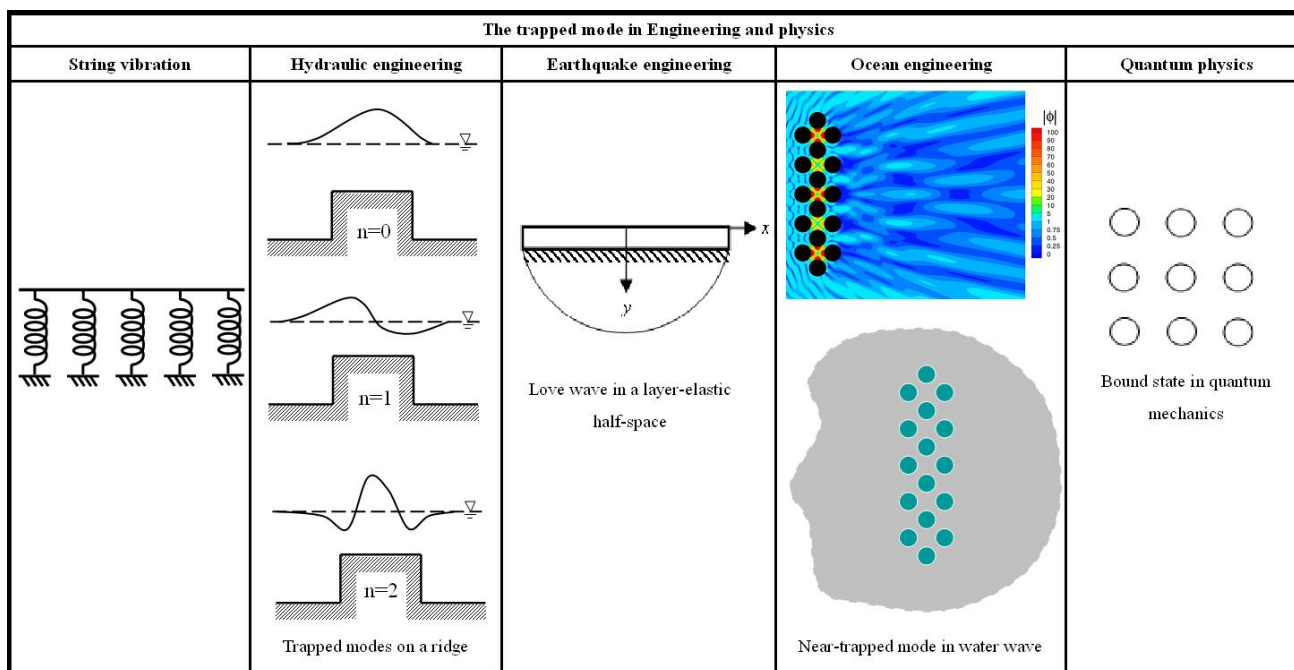 The trapped mode in Engineering and physics
String vibration
Hydraulic engineering
Earthquake engineering
Ocean engineering
Quantum physics
n=0
n=1
n=2
Trapped modes on a ridge
x
y
Love wave in a layer-elastic
half-space
|ϕ|
100
90
80
70
60
50
40
30
20
10
5
1
0.75
0.5
0.25
0
Near-trapped mode in water wave
Bound state in quantum
mechanics